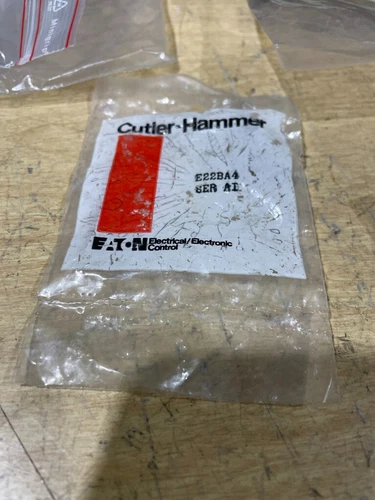 Cutler-Hammer
E22BA4
SER A1
EATON Electrical/Electronic
Control